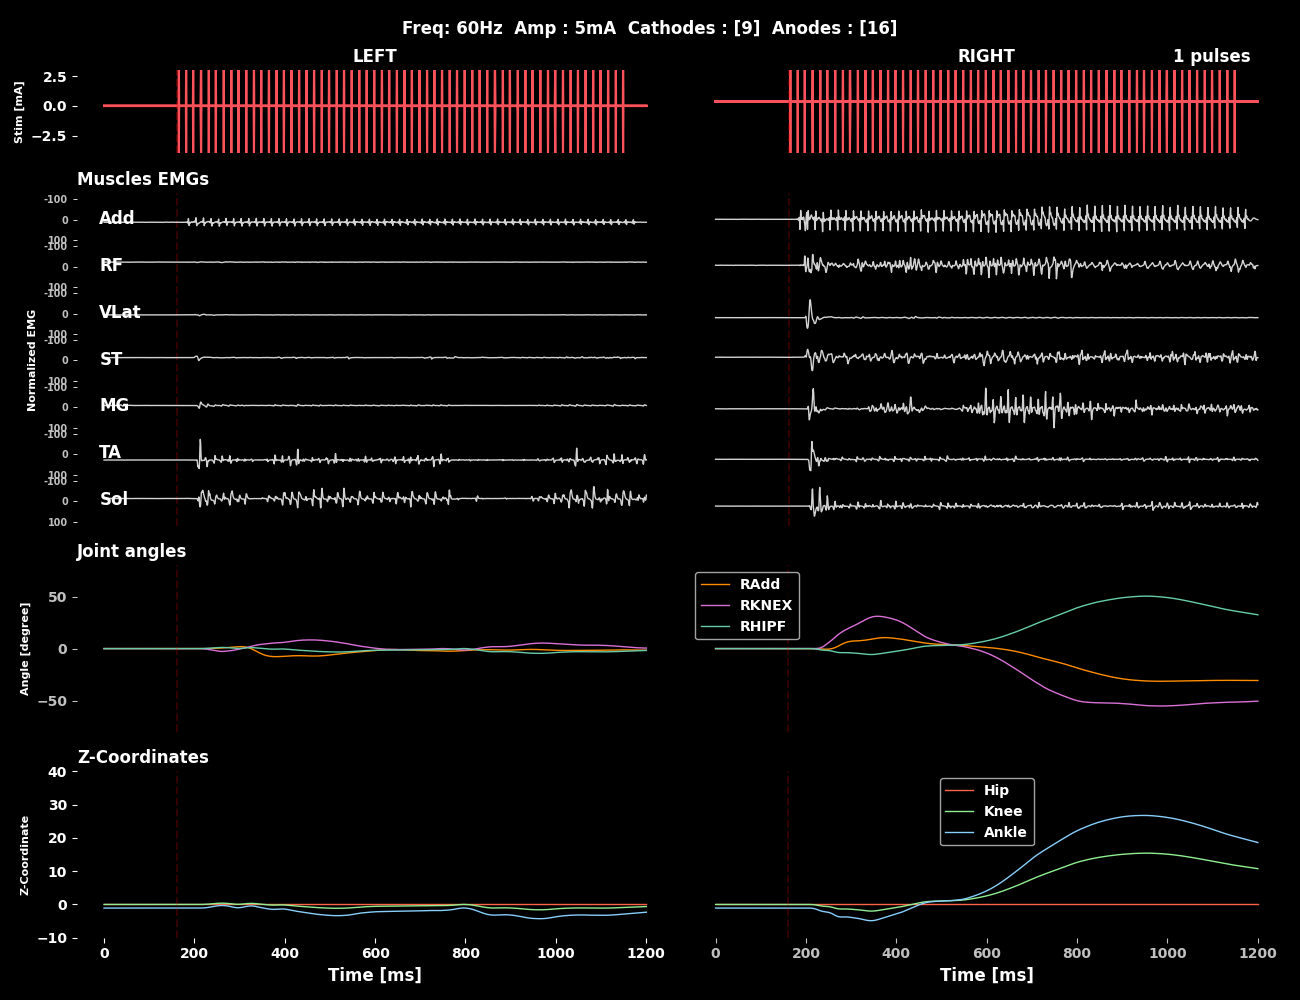 Freq: 60Hz  Amp : 5mA  Cathodes : [9]  Anodes : [16]
LEFT
RIGHT
1 pulses
Stim [mA]
2.5
0.0
−2.5
Muscles EMGs
Normalized EMG
-100
0
Add
100
-100
0
RF
100
-100
0
VLat
100
-100
0
ST
100
-100
0
MG
100
-100
0
TA
100
-100
0
Sol
100
Joint angles
Angle [degree]
50
0
−50
RAdd
RKNEX
RHIPF
Z-Coordinates
Z-Coordinate
40
30
20
10
0
−10
Hip
Knee
Ankle
0 200 400 600 800 1000 1200
0 200 400 600 800 1000 1200
Time [ms]
Time [ms]